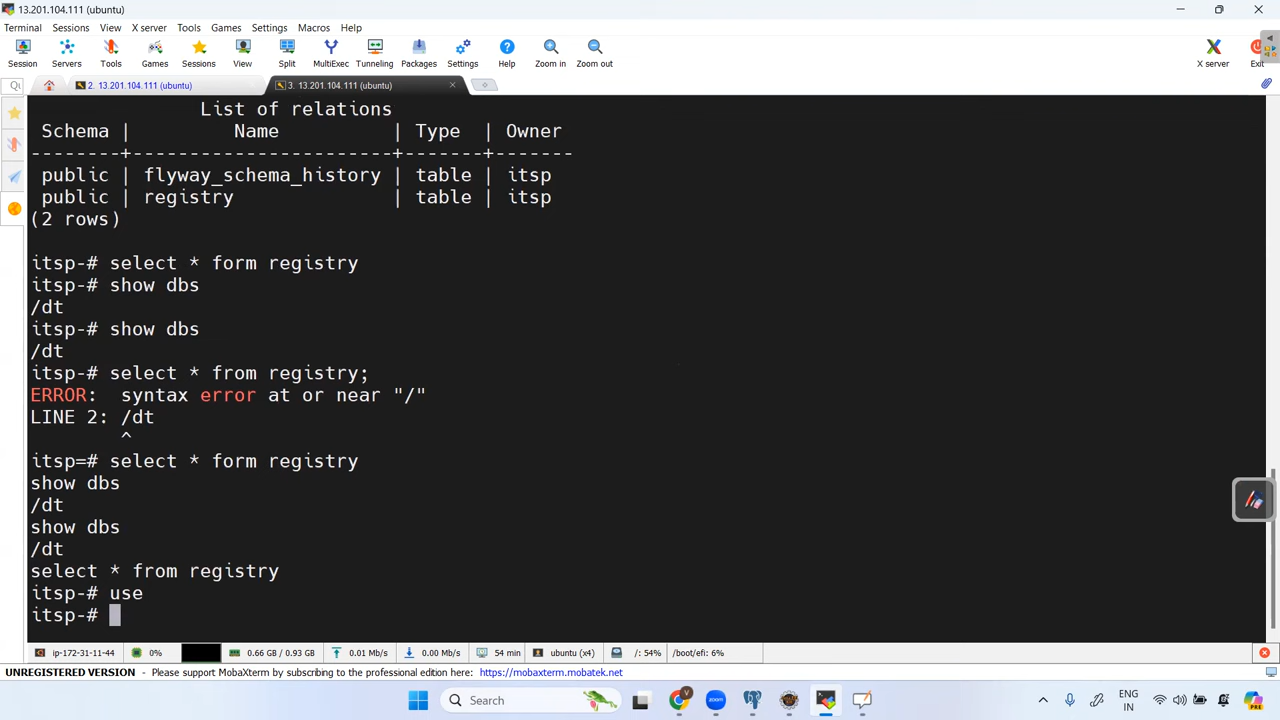 13.201.104.111 (ubuntu)
Terminal Sessions View X server Tools Games Settings Macros Help
Session Servers Tools Games Sessions View Split MultiExec Tunneling Packages Settings Help Zoom in Zoom out X server Exit
2. 13.201.104.111 (ubuntu) 3. 13.201.104.111 (ubuntu)
List of relations
Schema | Name | Type | Owner
--------+-----------------------+-------+-------
public | flyway_schema_history | table | itsp
public | registry | table | itsp
(2 rows)
itsp-# select * form registry
itsp-# show dbs
/dt
itsp-# show dbs
/dt
itsp-# select * from registry;
ERROR: syntax error at or near "/"
LINE 2: /dt
^
itsp=# select * form registry
show dbs
/dt
show dbs
/dt
select * from registry
itsp-# use
itsp-#
ip-172-31-11-44 0% 0.66 GB / 0.93 GB 0.01 Mb/s 0.00 Mb/s 54 min ubuntu (x4) /: 54% /boot/efi: 6%
UNREGISTERED VERSION - Please support MobaXterm by subscribing to the professional edition here: https://mobaxterm.mobatek.net
Search ENG
IN